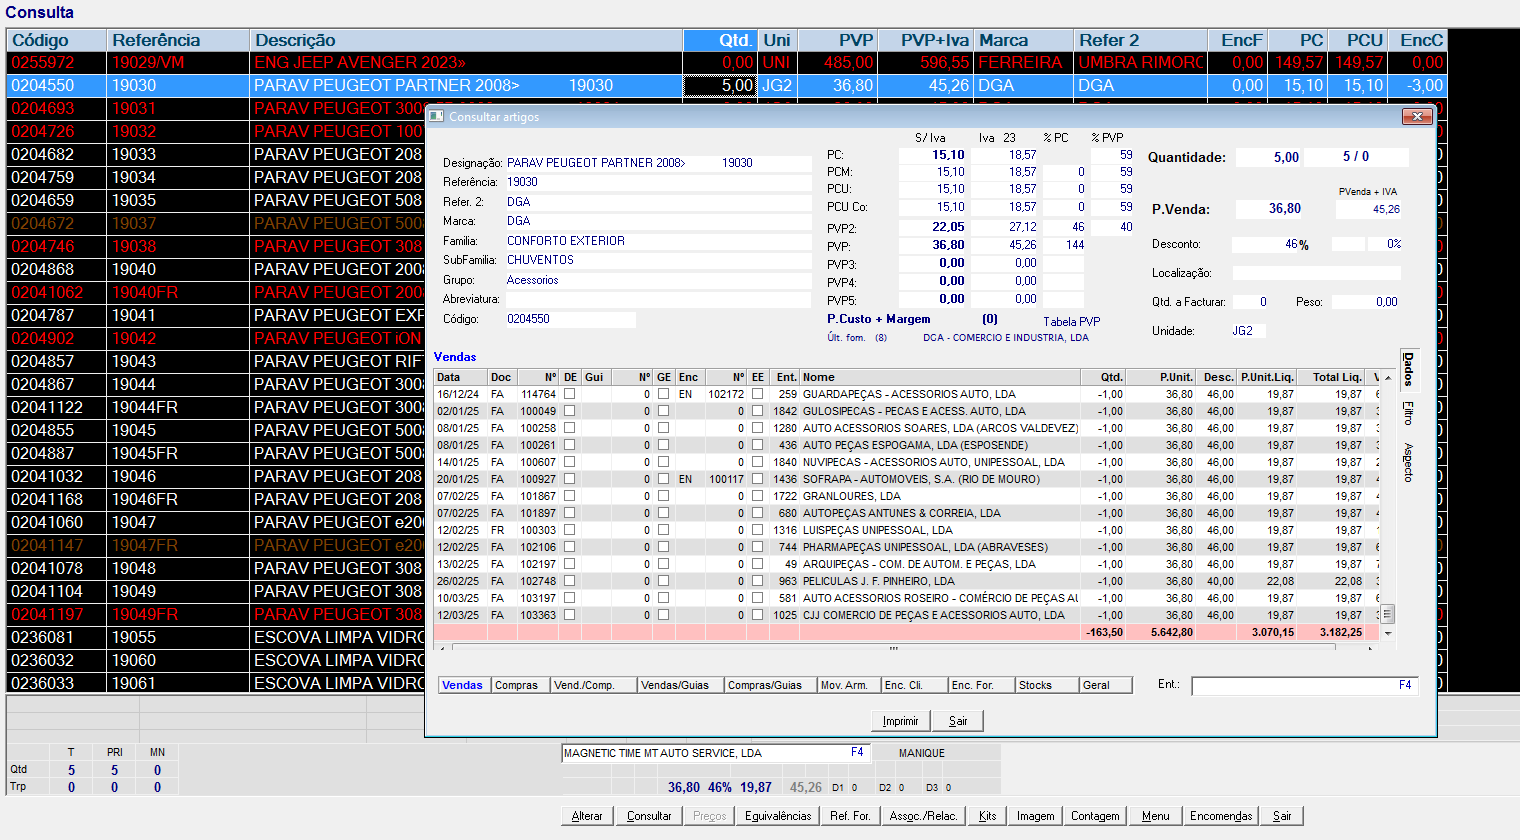 Consulta
Código Referência Descrição Qtd. Uni PVP PVP+Iva Marca Refer 2 EncF PC PCU EncC
0255972 19029/VM ENG JEEP AVENGER 2023» 0,00 UNI 485,00 596,55 FERREIRA UMBRA RIMORC 0,00 149,57 149,57 0,00
0204550 19030 PARAV PEUGEOT PARTNER 2008> 19030 5,00 JG2 36,80 45,26 DGA DGA 0,00 15,10 15,10 -3,00
0204693 19031 PARAV PEUGEOT
0204726 19032 PARAV PEUGEOT 1007
0204682 19033 PARAV PEUGEOT 208
0204759 19034 PARAV PEUGEOT 208
0204659 19035 PARAV PEUGEOT 508
0204672 19037 PARAV PEUGEOT 5008
0204746 19038 PARAV PEUGEOT 308
0204868 19040 PARAV PEUGEOT 2008
02041062 19040FR PARAV PEUGEOT 2008
0204787 19041 PARAV PEUGEOT EXP
0204902 19042 PARAV PEUGEOT iON
0204857 19043 PARAV PEUGEOT RIFT
0204867 19044 PARAV PEUGEOT 3008
02041122 19044FR PARAV PEUGEOT 3008
0204855 19045 PARAV PEUGEOT 5008
0204887 19045FR PARAV PEUGEOT 5008
02041032 19046 PARAV PEUGEOT 208
02041168 19046FR PARAV PEUGEOT 208
02041060 19047 PARAV PEUGEOT e200
02041147 19047FR PARAV PEUGEOT e200
02041078 19048 PARAV PEUGEOT 308
02041104 19049 PARAV PEUGEOT 308
02041197 19049FR PARAV PEUGEOT 308
0236081 19055 ESCOVA LIMPA VIDRO
0236032 19060 ESCOVA LIMPA VIDRO
0236033 19061 ESCOVA LIMPA VIDRO
Consultar artigos
Designação: PARAV PEUGEOT PARTNER 2008> 19030
Referência: 19030
Refer. 2: DGA
Marca: DGA
Familia: CONFORTO EXTERIOR
SubFamilia: CHUVENTOS
Grupo: Acessorios
Abreviatura:
Código: 0204550
S/ Iva Iva 23 % PC % PVP
PC: 15,10 18,57 59
PCM: 15,10 18,57 0 59
PCU: 15,10 18,57 0 59
PCU Co: 15,10 18,57 0 59
PVP2: 22,05 27,12 46 40
PVP: 36,80 45,26 144
PVP3: 0,00 0,00
PVP4: 0,00 0,00
PVP5: 0,00 0,00
P.Custo + Margem (0) Tabela PVP
Últ. forn. (8) DGA - COMERCIO E INDUSTRIA, LDA
Quantidade: 5,00 5 / 0
PVenda + IVA
P.Venda: 36,80 45,26
Desconto: 46 % 0%
Localização:
Qtd. a Facturar: 0 Peso: 0,00
Unidade: JG2
Vendas
Data Doc Nº DE Gui Nº GE Enc Nº EE Ent. Nome Qtd. P.Unit. Desc. P.Unit.Liq. Total Liq. V
16/12/24 FA 114764 0 EN 102172 259 GUARDAPEÇAS - ACESSORIOS AUTO, LDA -1,00 36,80 46,00 19,87 19,87 6
02/01/25 FA 100049 0 0 1842 GULOSIPECAS - PECAS E ACESS. AUTO, LDA -1,00 36,80 46,00 19,87 19,87 3
08/01/25 FA 100258 0 0 1280 AUTO ACESSORIOS SOARES, LDA (ARCOS VALDEVEZ) -1,00 36,80 46,00 19,87 19,87 3
08/01/25 FA 100261 0 0 436 AUTO PEÇAS ESPOGAMA, LDA (ESPOSENDE) -1,00 36,80 46,00 19,87 19,87 3
14/01/25 FA 100607 0 0 1840 NUVIPECAS - ACESSORIOS AUTO, UNIPESSOAL, LDA -1,00 36,80 46,00 19,87 19,87 2
20/01/25 FA 100927 0 EN 100117 1436 SOFRAPA - AUTOMOVEIS, S.A. (RIO DE MOURO) -1,00 36,80 46,00 19,87 19,87 3
07/02/25 FA 101867 0 0 1722 GRANLOURES, LDA -1,00 36,80 46,00 19,87 19,87 4
07/02/25 FA 101897 0 0 680 AUTOPEÇAS ANTUNES & CORREIA, LDA -1,00 36,80 46,00 19,87 19,87
12/02/25 FR 100303 0 0 1316 LUISPEÇAS UNIPESSOAL, LDA -1,00 36,80 46,00 19,87 19,87
12/02/25 FA 102106 0 0 744 PHARMAPEÇAS UNIPESSOAL, LDA (ABRAVESES) -1,00 36,80 46,00 19,87 19,87 6
13/02/25 FA 102197 0 0 49 ARQUIPEÇAS - COM. DE AUTOM. E PEÇAS, LDA -1,00 36,80 46,00 19,87 19,87 7
26/02/25 FA 102748 0 0 963 PELICULAS J. F. PINHEIRO, LDA -1,00 36,80 40,00 22,08 22,08 3
10/03/25 FA 103197 0 0 581 AUTO ACESSORIOS ROSEIRO - COMÉRCIO DE PEÇAS AU -1,00 36,80 46,00 19,87 19,87
12/03/25 FA 103363 0 0 1025 CJJ COMERCIO DE PEÇAS E ACESSORIOS AUTO, LDA -1,00 36,80 46,00 19,87 19,87
-163,50 5.642,80 3.070,15 3.182,25
Dados
Filtro
Aspecto
Vendas Compras Vend./Comp. Vendas/Guias Compras/Guias Mov. Arm. Enc. Cli. Enc. For. Stocks Geral Ent.: F4
Imprimir Sair
T PRI MN
Qtd 5 5 0
Trp 0 0 0
MAGNETIC TIME MT AUTO SERVICE, LDA F4 MANIQUE
36,80 46% 19,87 45,26 D1 0 D2 0 D3 0
Alterar Consultar Preços Equivalências Ref. For. Assoc./Relac. Kits Imagem Contagem Menu Encomendas Sair